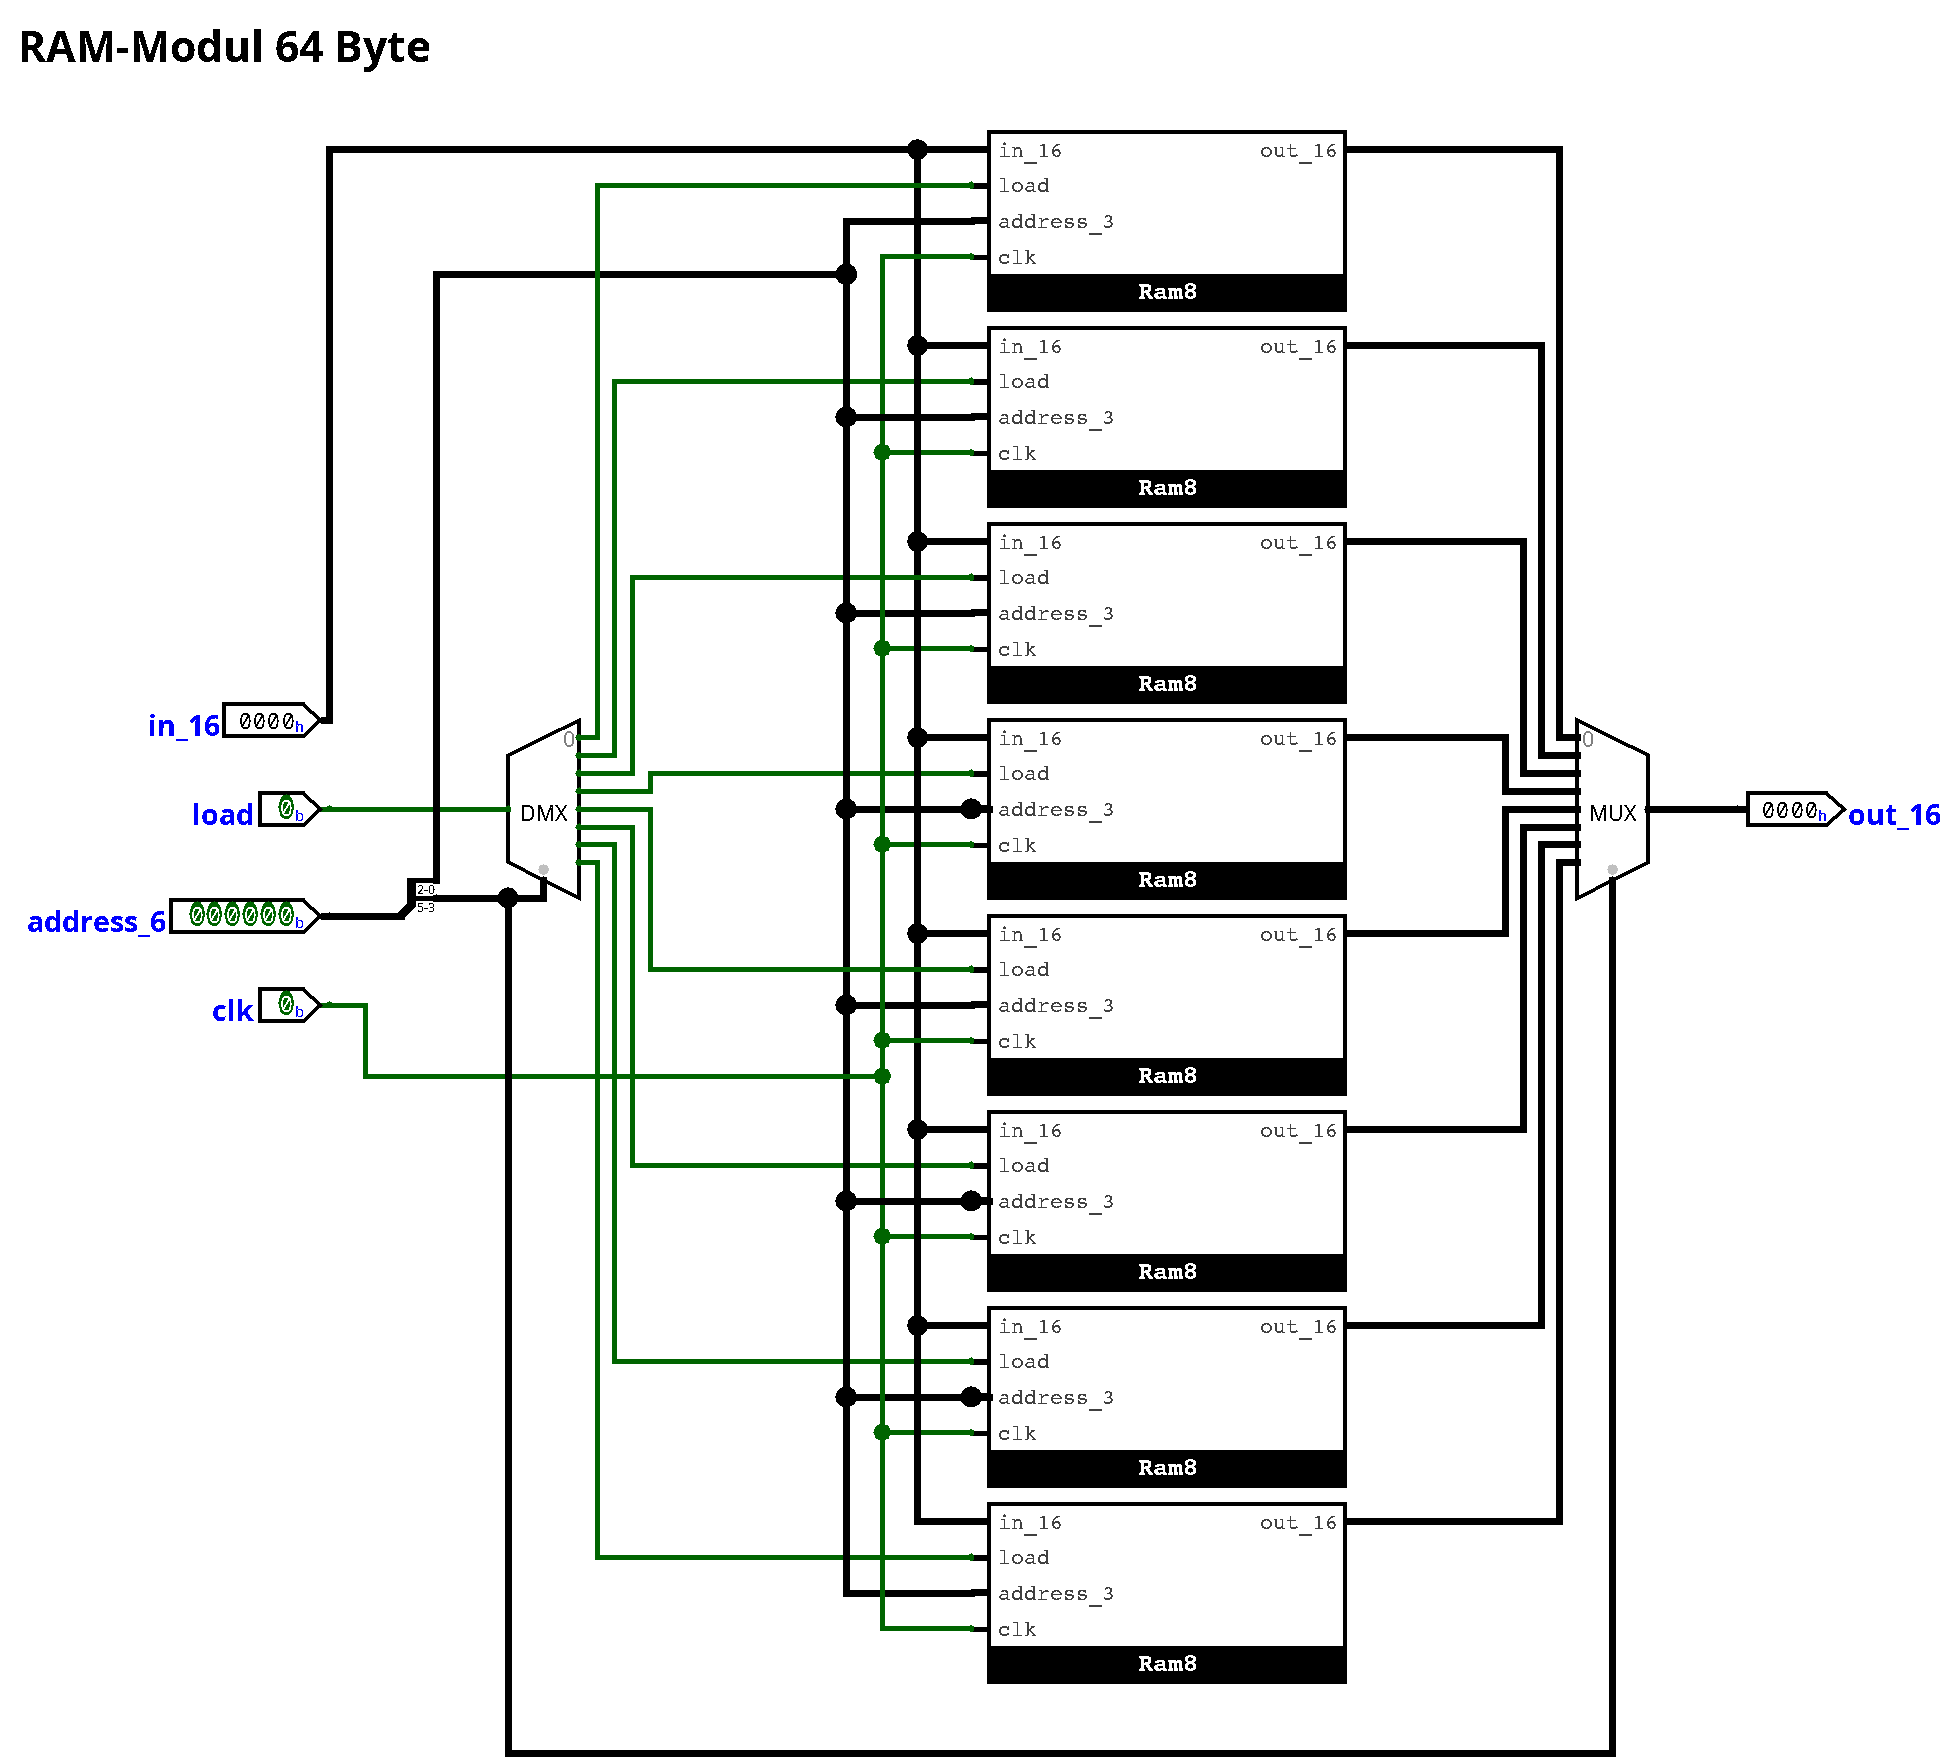 RAM-Modul 64 Byte
in_16 out_16
load
address_3
clk
Ram8
in_16 out_16
load
address_3
clk
Ram8
in_16 out_16
load
address_3
clk
Ram8
in_16 0000h
in_16 out_16
0 0
load
load 0b
DMX
address_3
MUX
0000h out_16
clk
Ram8
2-0
5-3
address_6 000000b
in_16 out_16
load
clk 0b
address_3
clk
Ram8
in_16 out_16
load
address_3
clk
Ram8
in_16 out_16
load
address_3
clk
Ram8
in_16 out_16
load
address_3
clk
Ram8